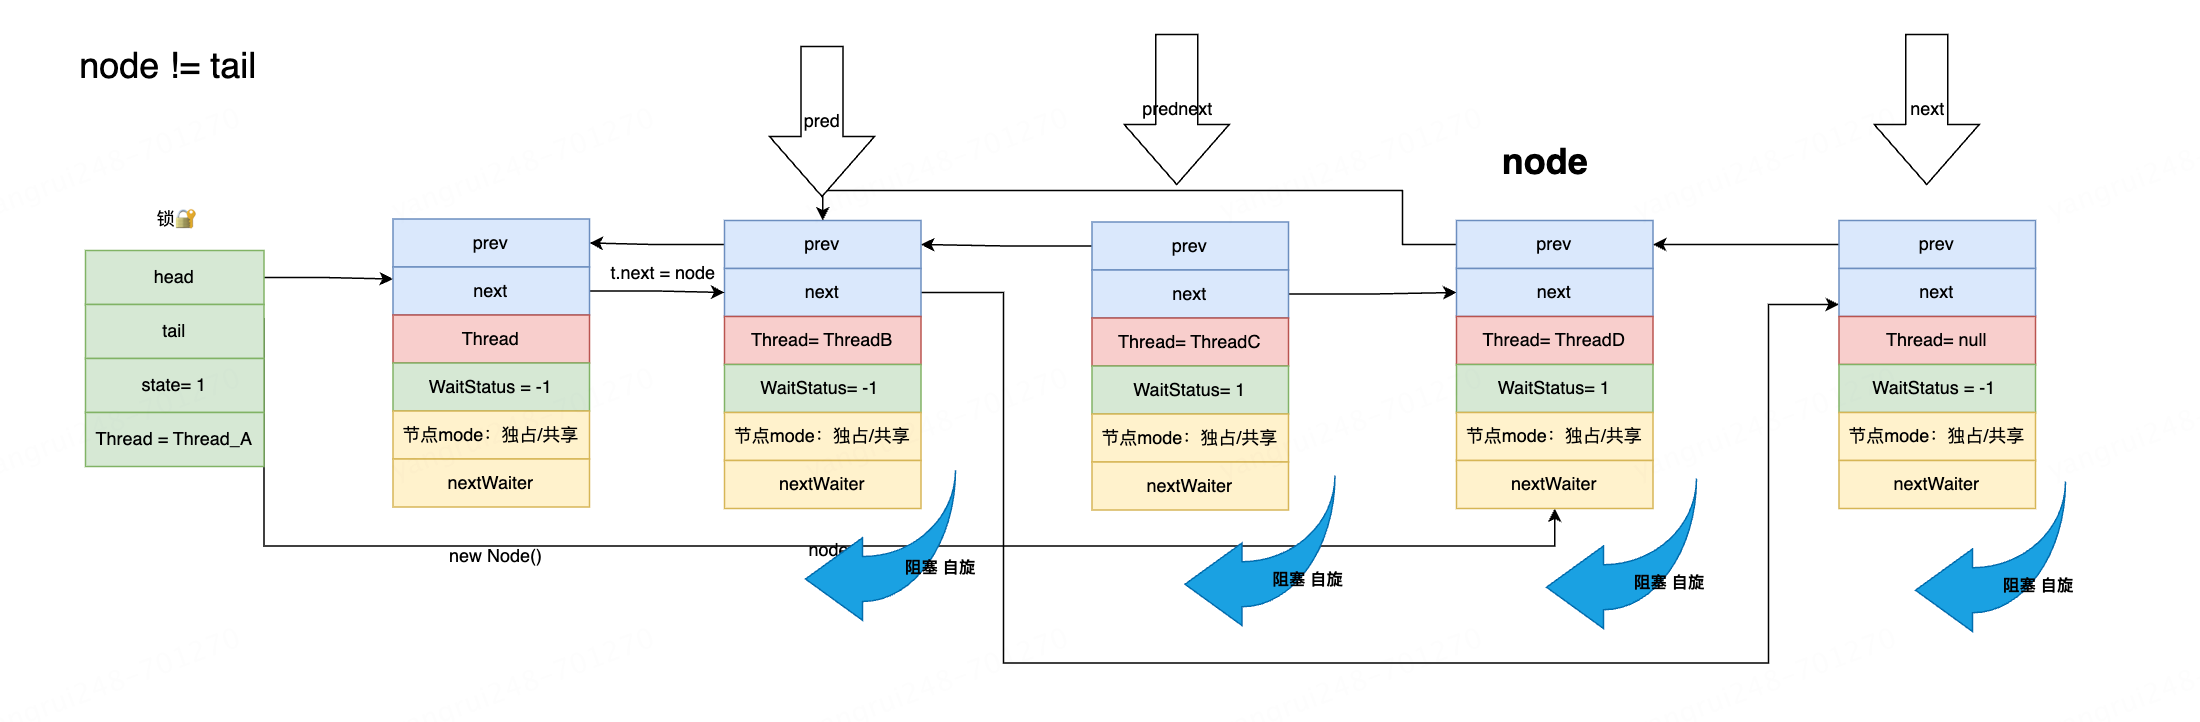 node != tail
pred
prednext
next
node
锁🔐
head
tail
state= 1
Thread = Thread_A
prev
next
Thread
WaitStatus = -1
节点mode：独占/共享
nextWaiter
t.next = node
prev
next
Thread= ThreadB
WaitStatus= -1
节点mode：独占/共享
nextWaiter
prev
next
Thread= ThreadC
WaitStatus= 1
节点mode：独占/共享
nextWaiter
prev
next
Thread= ThreadD
WaitStatus= 1
节点mode：独占/共享
nextWaiter
prev
next
Thread= null
WaitStatus = -1
节点mode：独占/共享
nextWaiter
new Node()
node
阻塞 自旋
阻塞 自旋
阻塞 自旋
阻塞 自旋